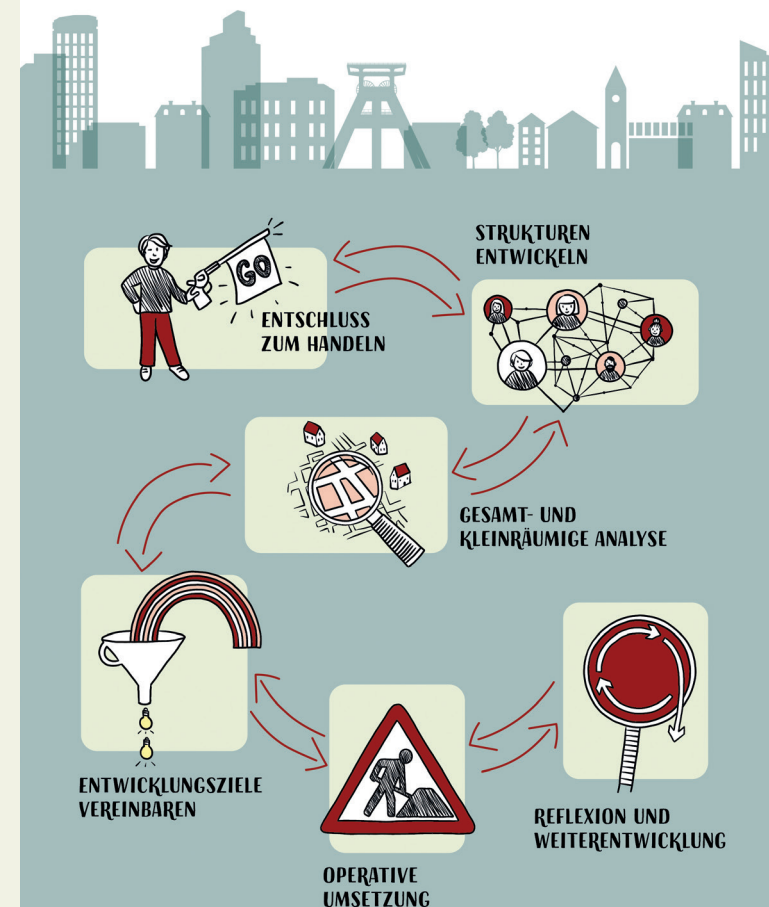 GO
ENTSCHLUSS
ZUM HANDELN
STRUKTUREN
ENTWICKELN
GESAMT- UND
KLEINRÄUMIGE ANALYSE
ENTWICKLUNGSZIELE
VEREINBAREN
OPERATIVE
UMSETZUNG
REFLEXION UND
WEITERENTWICKLUNG